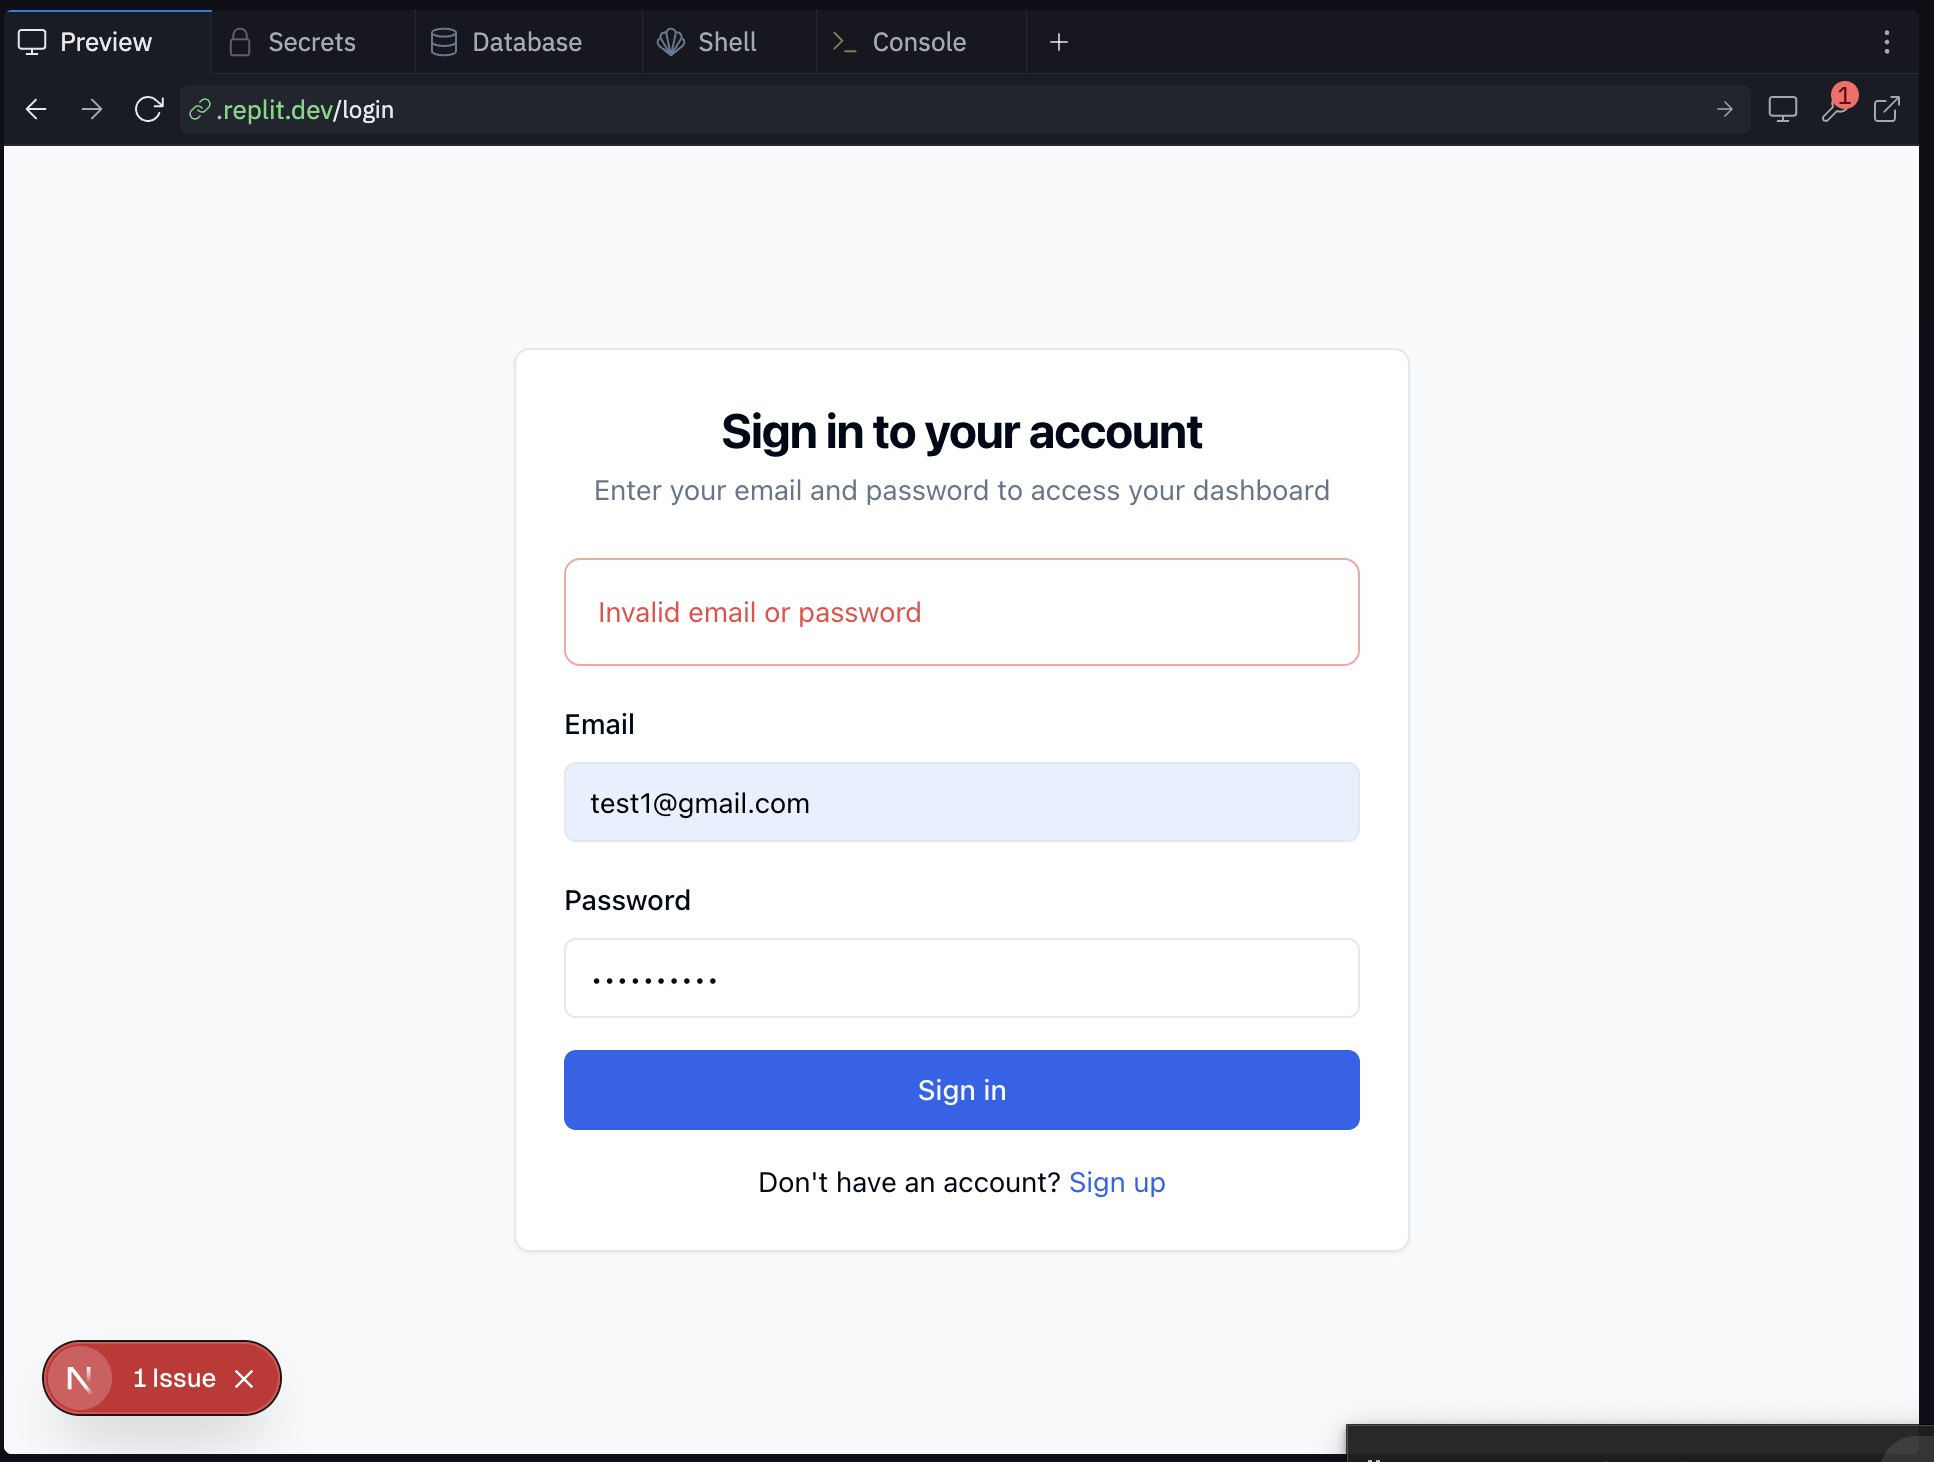 Preview
Secrets
Database
Shell
Console
.replit.dev/login
1
Sign in to your account
Enter your email and password to access your dashboard
Invalid email or password
Email
test1@gmail.com
Password
••••••••••
Sign in
Don't have an account? Sign up
N 1 Issue